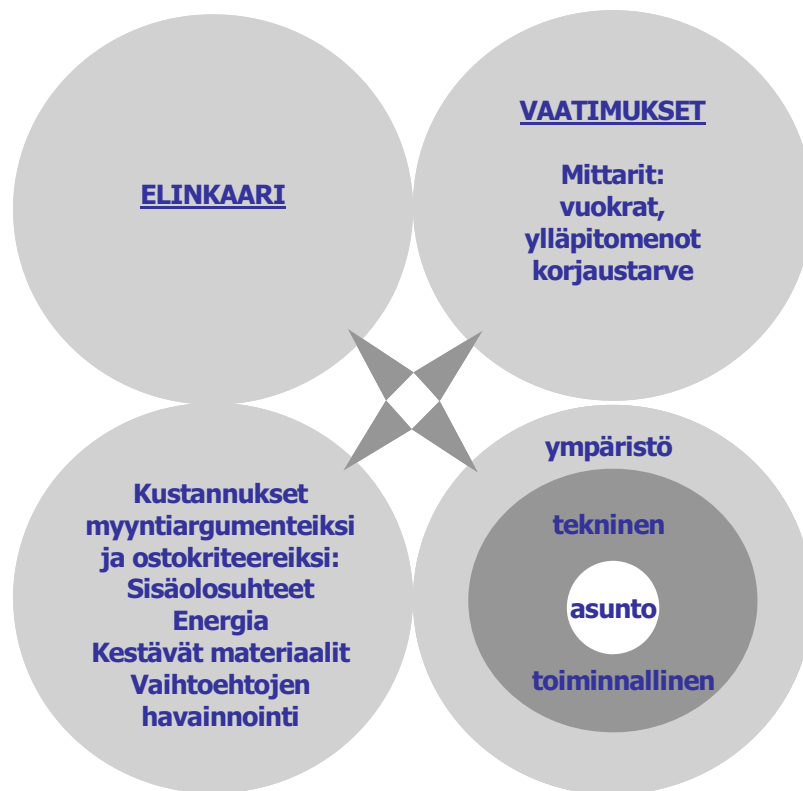 ELINKAARI
VAATIMUKSET
Mittarit:
vuokrat,
ylläpitomenot
korjaustarve
Kustannukset
myyntiargumenteiksi
ja ostokriteereiksi:
Sisäolosuhteet
Energia
Kestävät materiaalit
Vaihtoehtojen
havainnointi
ympäristö
tekninen
asunto
toiminnallinen